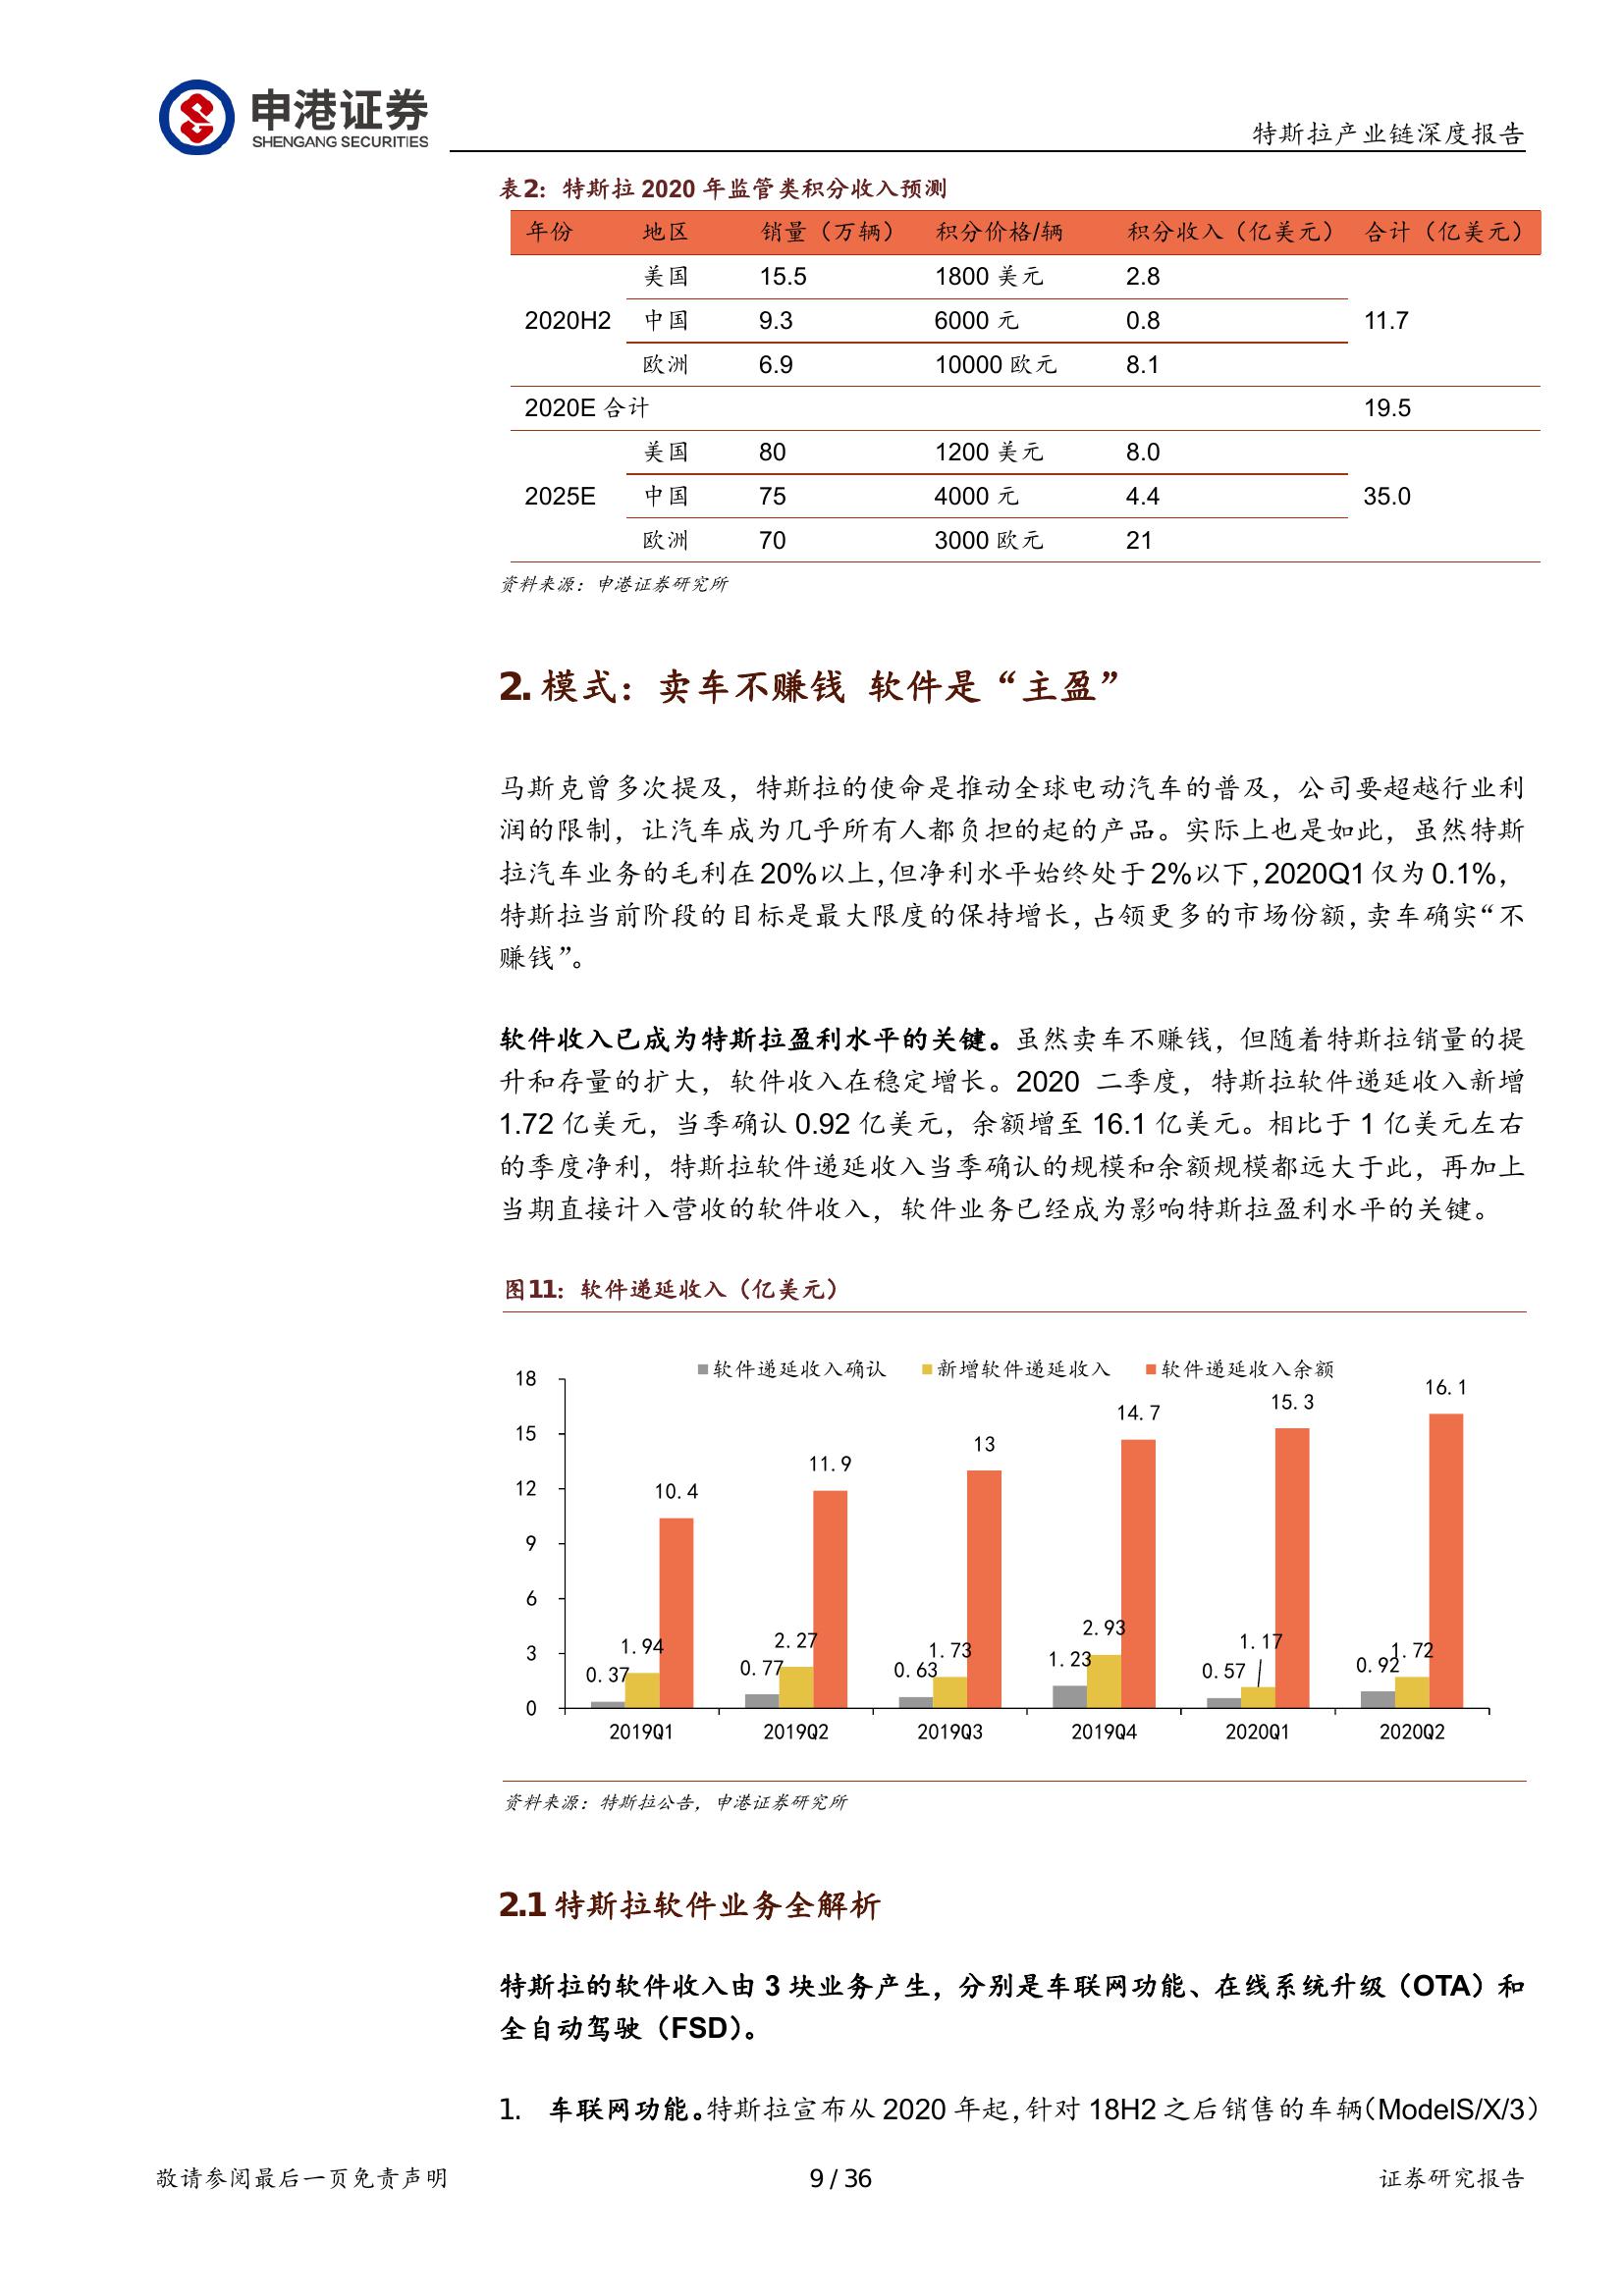 申港证券
SHENGANG SECURITIES
特斯拉产业链深度报告
表2：特斯拉 2020 年监管类积分收入预测
年份 地区 销量（万辆） 积分价格/辆 积分收入（亿美元） 合计（亿美元）
美国 15.5 1800 美元 2.8
2020H2 中国 9.3 6000 元 0.8 11.7
欧洲 6.9 10000 欧元 8.1
2020E 合计 19.5
美国 80 1200 美元 8.0
2025E 中国 75 4000 元 4.4 35.0
欧洲 70 3000 欧元 21
资料来源：申港证券研究所
2. 模式：卖车不赚钱 软件是“主盈”
马斯克曾多次提及，特斯拉的使命是推动全球电动汽车的普及，公司要超越行业利
润的限制，让汽车成为几乎所有人都负担的起的产品。实际上也是如此，虽然特斯
拉汽车业务的毛利在 20%以上，但净利水平始终处于 2%以下，2020Q1 仅为 0.1%，
特斯拉当前阶段的目标是最大限度的保持增长，占领更多的市场份额，卖车确实“不
赚钱”。
软件收入已成为特斯拉盈利水平的关键。虽然卖车不赚钱，但随着特斯拉销量的提
升和存量的扩大，软件收入在稳定增长。2020 二季度，特斯拉软件递延收入新增
1.72 亿美元，当季确认 0.92 亿美元，余额增至 16.1 亿美元。相比于 1 亿美元左右
的季度净利，特斯拉软件递延收入当季确认的规模和余额规模都远大于此，再加上
当期直接计入营收的软件收入，软件业务已经成为影响特斯拉盈利水平的关键。
图11：软件递延收入（亿美元）
软件递延收入确认 新增软件递延收入 软件递延收入余额
18
15
12
9
6
3
0
0.37 1.94 10.4
0.77 2.27 11.9
0.63 1.73 13
1.23 2.93 14.7
0.57 1.17 15.3
0.92 1.72 16.1
2019Q1 2019Q2 2019Q3 2019Q4 2020Q1 2020Q2
资料来源：特斯拉公告，申港证券研究所
2.1 特斯拉软件业务全解析
特斯拉的软件收入由 3 块业务产生，分别是车联网功能、在线系统升级（OTA）和
全自动驾驶（FSD）。
1. 车联网功能。特斯拉宣布从 2020 年起，针对 18H2 之后销售的车辆（ModelS/X/3）
敬请参阅最后一页免责声明 9 / 36 证券研究报告